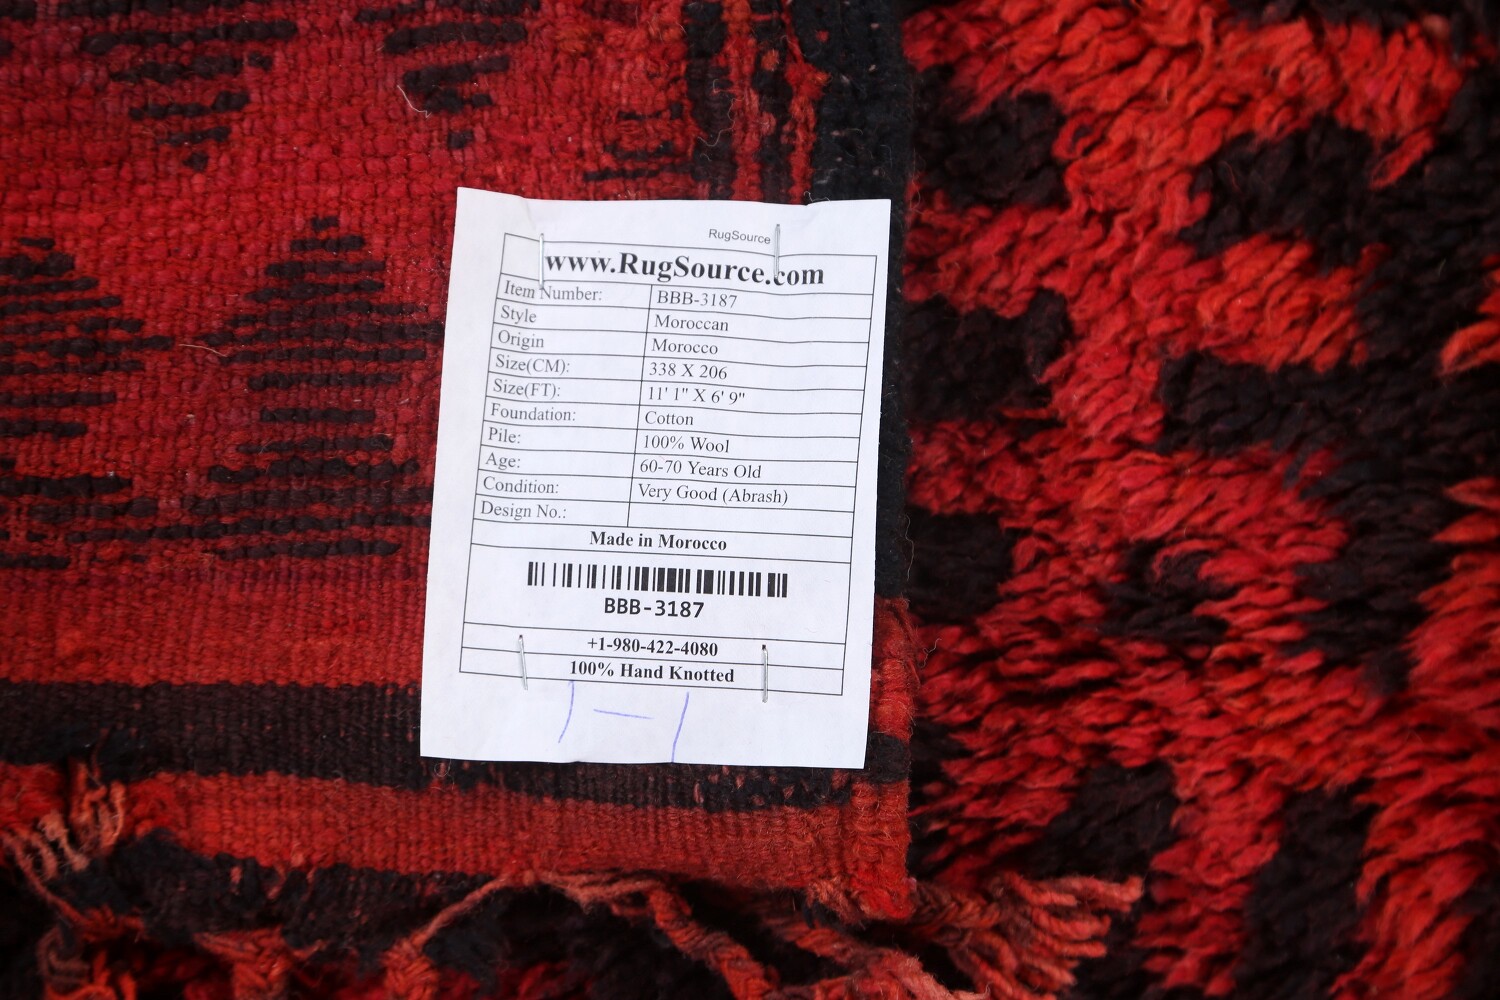 RugSource
www.RugSource.com
Item Number: BBB-3187
Style Moroccan
Origin Morocco
Size(CM): 338 X 206
Size(FT): 11' 1" X 6' 9"
Foundation: Cotton
Pile: 100% Wool
Age: 60-70 Years Old
Condition: Very Good (Abrash)
Design No.:
Made in Morocco
BBB-3187
+1-980-422-4080
100% Hand Knotted
1-1